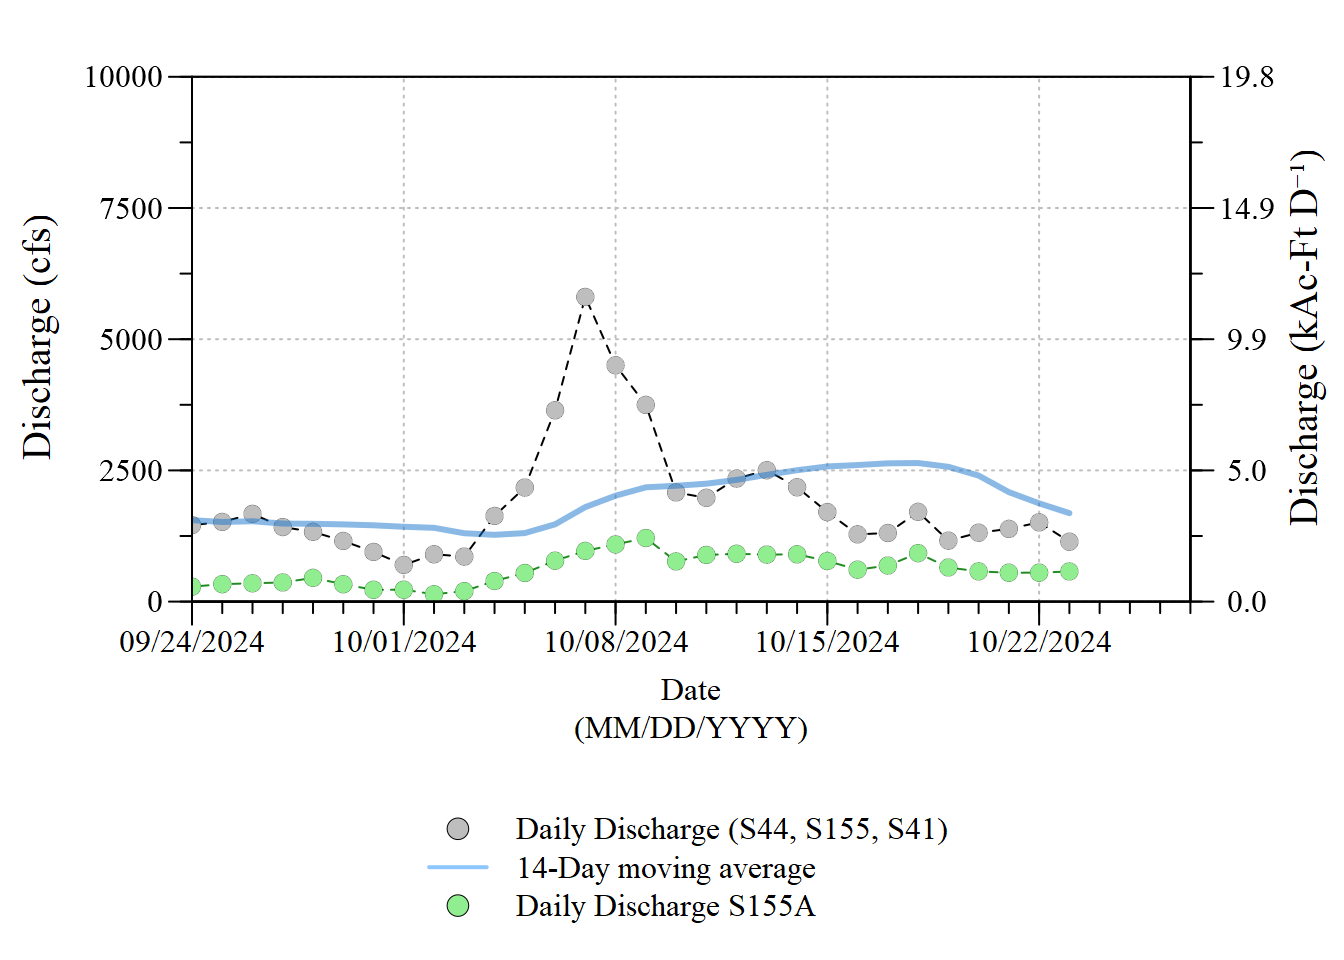 10000
7500
5000
2500
0
Discharge (cfs)
19.8
14.9
9.9
5.0
0.0
Discharge (kAc-Ft D⁻¹)
09/24/2024
10/01/2024
10/08/2024
10/15/2024
10/22/2024
Date
(MM/DD/YYYY)
Daily Discharge (S44, S155, S41)
14-Day moving average
Daily Discharge S155A